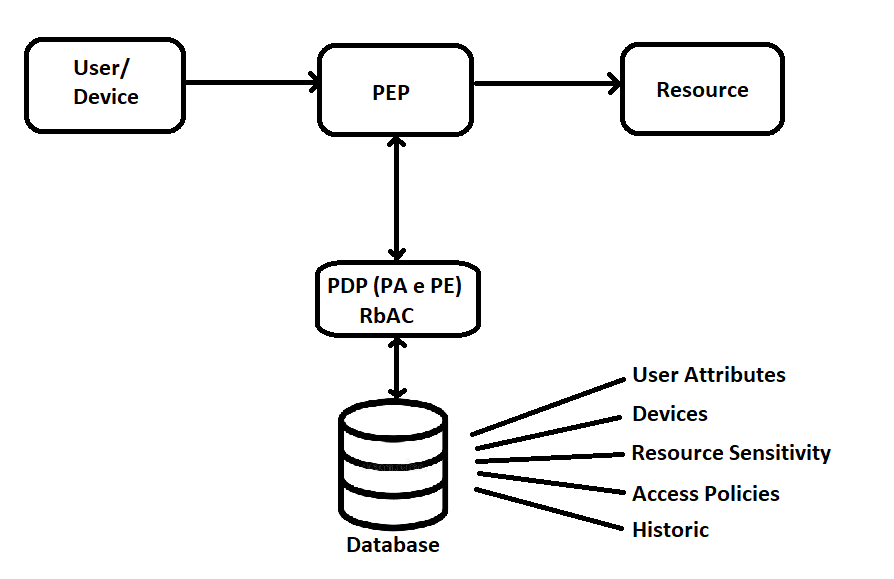 User/
Device
PEP
Resource
PDP (PA e PE)
RbAC
User Attributes
Devices
Resource Sensitivity
Access Policies
Historic
Database